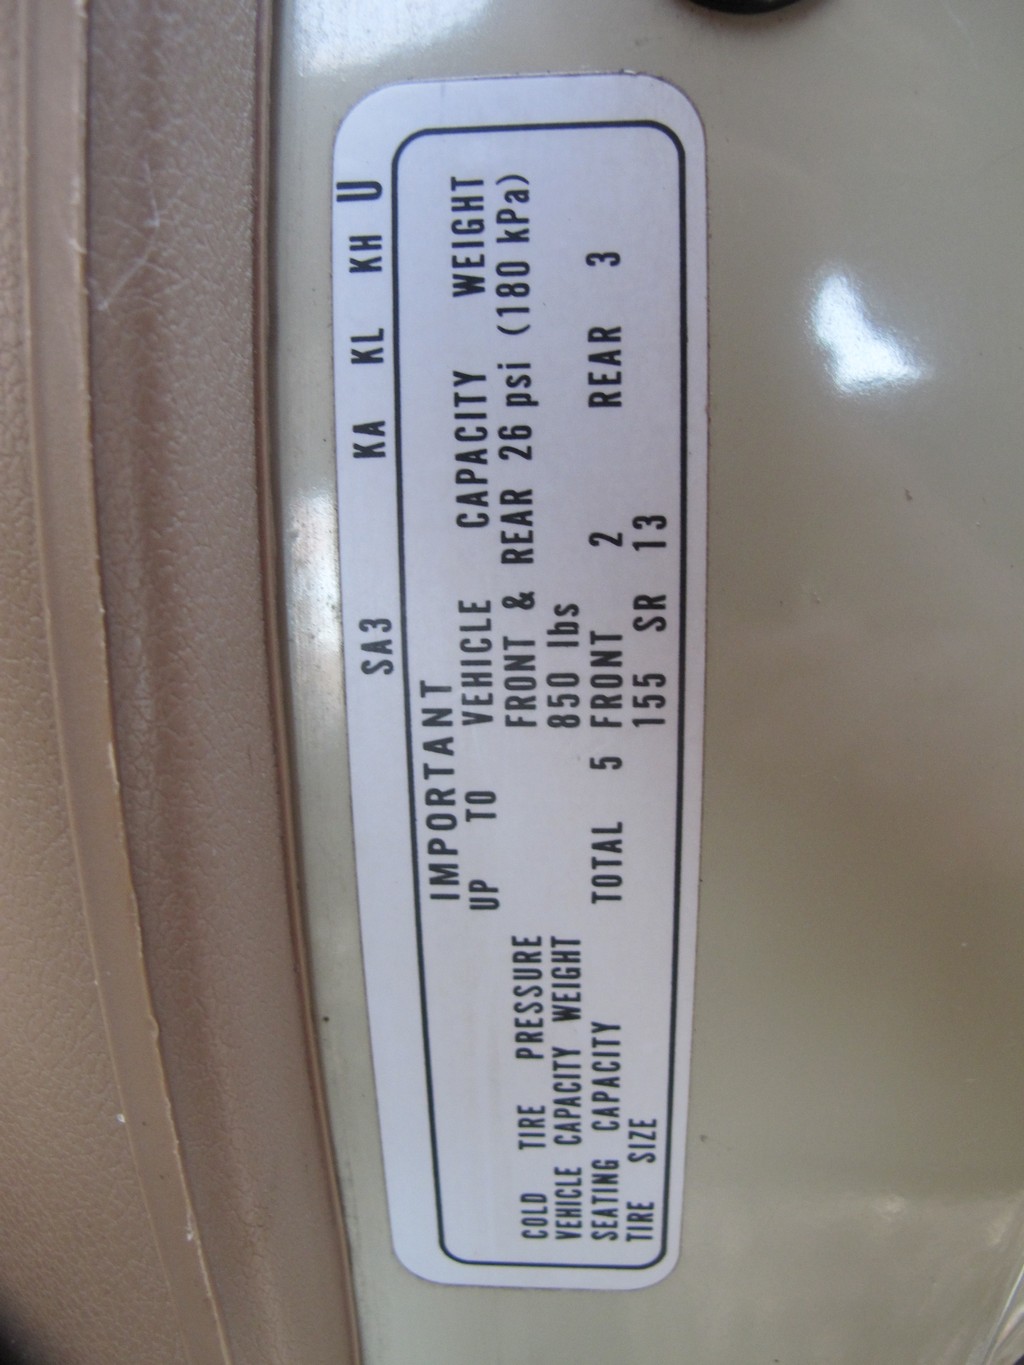 SA3 KA KL KH U
IMPORTANT
UP TO VEHICLE CAPACITY WEIGHT
COLD TIRE PRESSURE FRONT & REAR 26 psi (180 kPa)
VEHICLE CAPACITY WEIGHT 850 lbs
SEATING CAPACITY TOTAL 5 FRONT 2 REAR 3
TIRE SIZE 155 SR 13